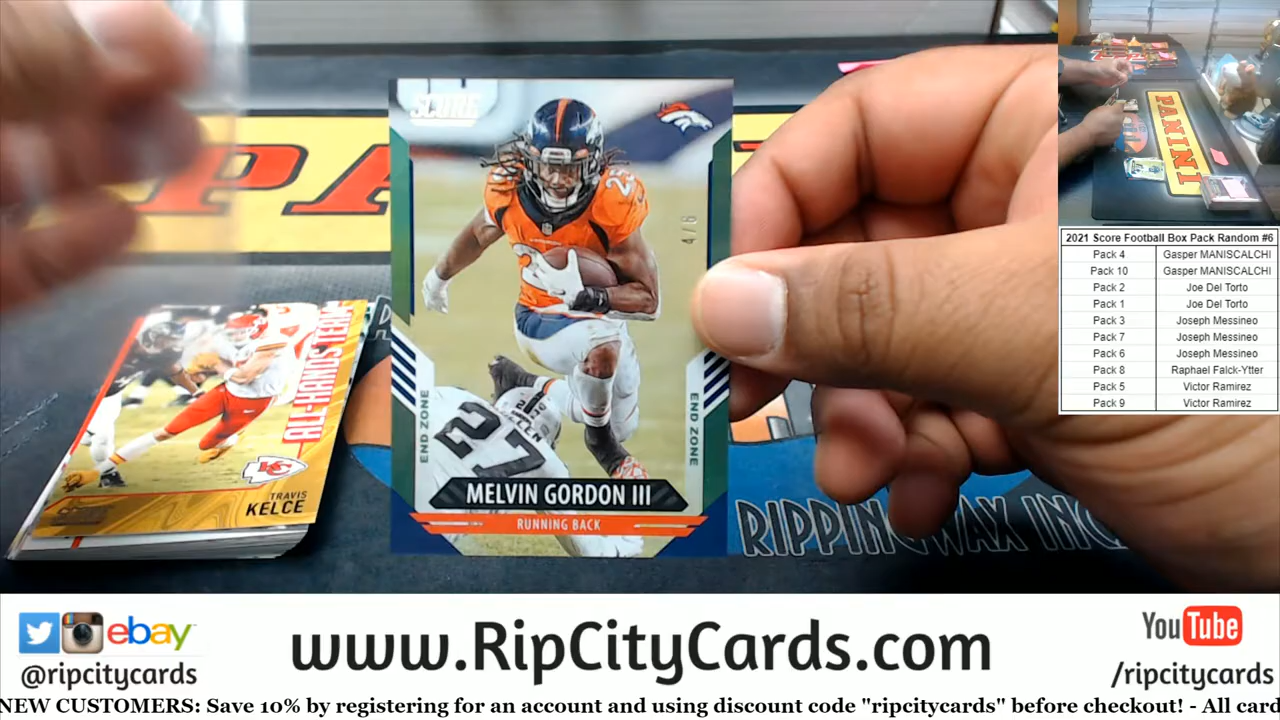 SCORE
4/6
27
END ZONE
END ZONE
MELVIN GORDON III
RUNNING BACK
ALL-HANDS TEAM
TRAVIS
KELCE
PANINI
RIPPINGWAX INC
2021 Score Football Box Pack Random #6
Pack 4 Gasper MANISCALCHI
Pack 10 Gasper MANISCALCHI
Pack 2 Joe Del Torto
Pack 1 Joe Del Torto
Pack 3 Joseph Messineo
Pack 7 Joseph Messineo
Pack 6 Joseph Messineo
Pack 8 Raphael Falck-Ytter
Pack 5 Victor Ramirez
Pack 9 Victor Ramirez
ebay
@ripcitycards
www.RipCityCards.com
YouTube
/ripcitycards
NEW CUSTOMERS: Save 10% by registering for an account and using discount code "ripcitycards" before checkout! - All card